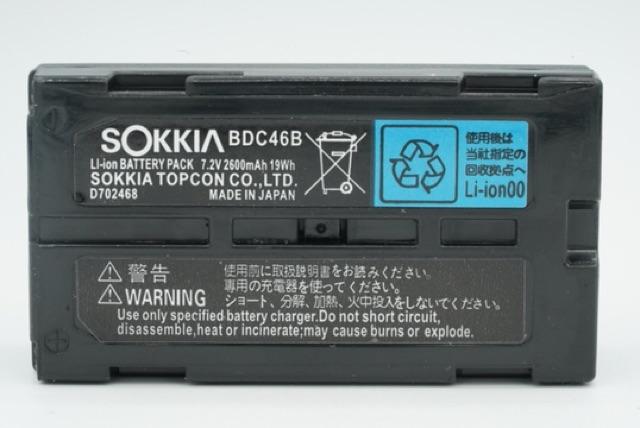 SOKKIA BDC46B
Li-ion BATTERY PACK 7.2V 2600mAh 19Wh
SOKKIA TOPCON CO.,LTD.
D702468 MADE IN JAPAN
使用後は
当社指定の
回収拠点へ
Li-ion00
警告
WARNING
使用前に取扱説明書をお読みください。
専用の充電器を使ってください。
ショート、分解、加熱、火中投入をしないでください。
Use only specified battery charger.Do not short circuit,
disassemble,heat or incinerate;may cause burns or explode.